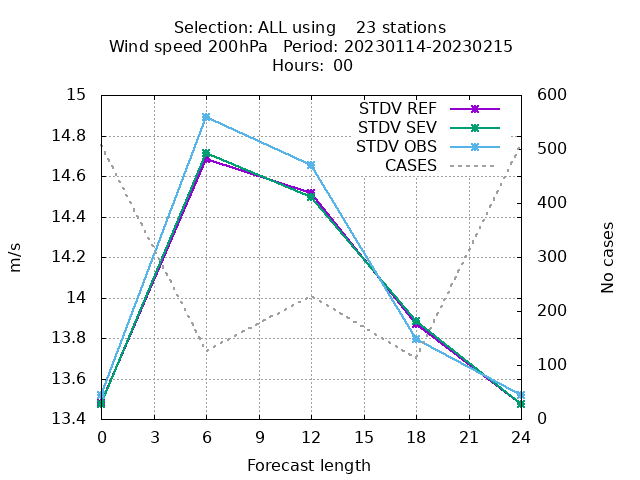 Selection: ALL using    23 stations
Wind speed 200hPa   Period: 20230114-20230215
Hours:  00
15
14.8
14.6
14.4
14.2
14
13.8
13.6
13.4
m/s
600
500
400
300
200
100
0
No cases
STDV REF
STDV SEV
STDV OBS
CASES
0 3 6 9 12 15 18 21 24
Forecast length